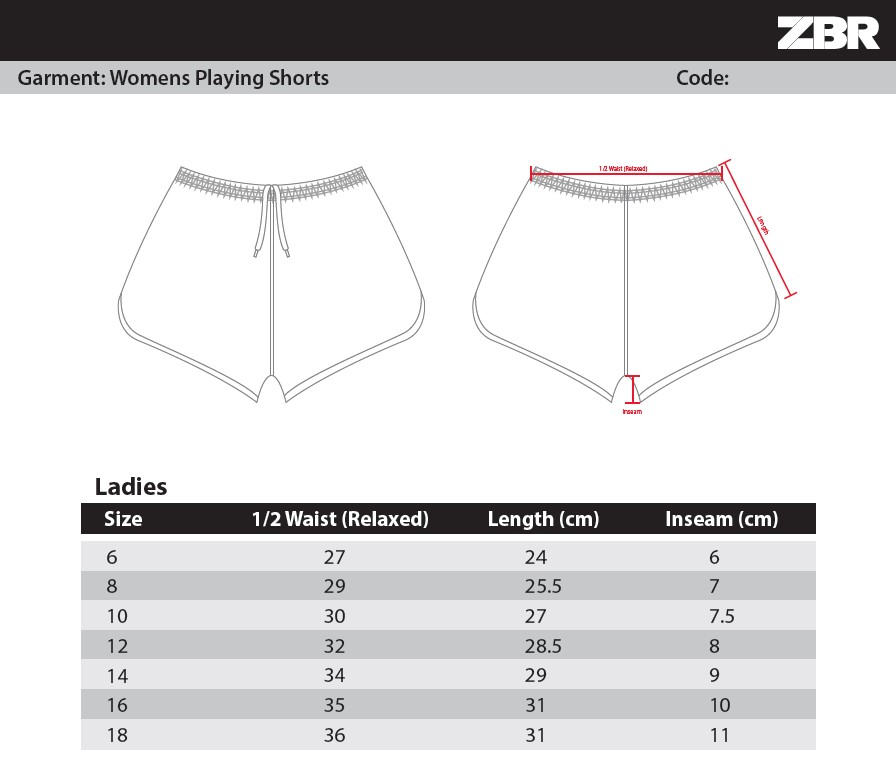 ZBR
Garment: Womens Playing Shorts Code:
1/2 Waist (Relaxed)
Length
Inseam
Ladies
Size 1/2 Waist (Relaxed) Length (cm) Inseam (cm)
6 27 24 6
8 29 25.5 7
10 30 27 7.5
12 32 28.5 8
14 34 29 9
16 35 31 10
18 36 31 11